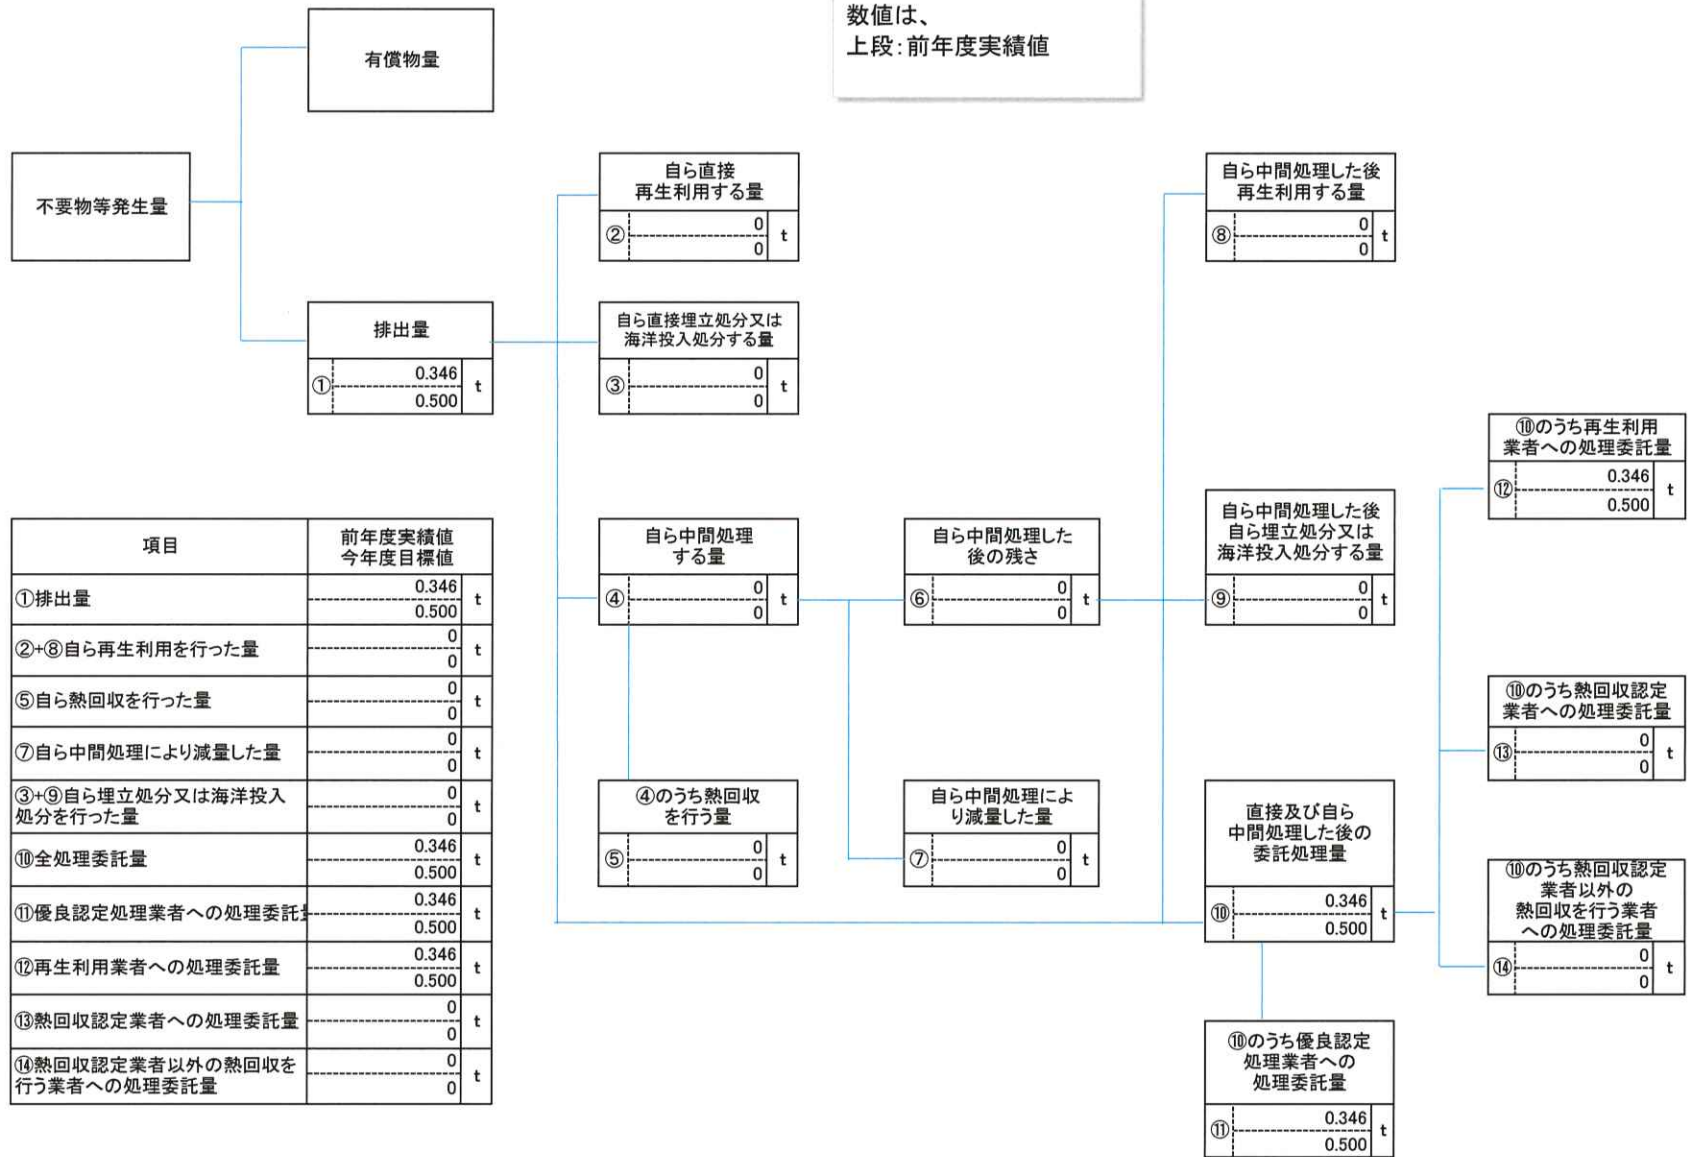 数値は、
上段：前年度実績値
有償物量
不要物等発生量
排出量
①
0.346
0.500
t
自ら直接
再生利用する量
②
0
0
t
自ら直接埋立処分又は
海洋投入処分する量
③
0
0
t
自ら中間処理
する量
④
0
0
t
④のうち熱回収
を行う量
⑤
0
0
t
自ら中間処理した
後の残さ
⑥
0
0
t
自ら中間処理によ
り減量した量
⑦
0
0
t
自ら中間処理した後
再生利用する量
⑧
0
0
t
自ら中間処理した後
自ら埋立処分又は
海洋投入処分する量
⑨
0
0
t
直接及び自ら
中間処理した後の
委託処理量
⑩
0.346
0.500
t
⑩のうち優良認定
処理業者への
処理委託量
⑪
0.346
0.500
t
⑩のうち再生利用
業者への処理委託量
⑫
0.346
0.500
t
⑩のうち熱回収認定
業者への処理委託量
⑬
0
0
t
⑩のうち熱回収認定
業者以外の
熱回収を行う業者
への処理委託量
⑭
0
0
t
項目
前年度実績値
今年度目標値
①排出量
0.346
0.500
t
②+⑧自ら再生利用を行った量
0
0
t
⑤自ら熱回収を行った量
0
0
t
⑦自ら中間処理により減量した量
0
0
t
③+⑨自ら埋立処分又は海洋投入
処分を行った量
0
0
t
⑩全処理委託量
0.346
0.500
t
⑪優良認定処理業者への処理委託
0.346
0.500
t
⑫再生利用業者への処理委託量
0.346
0.500
t
⑬熱回収認定業者への処理委託量
0
0
t
⑭熱回収認定業者以外の熱回収を
行う業者への処理委託量
0
0
t